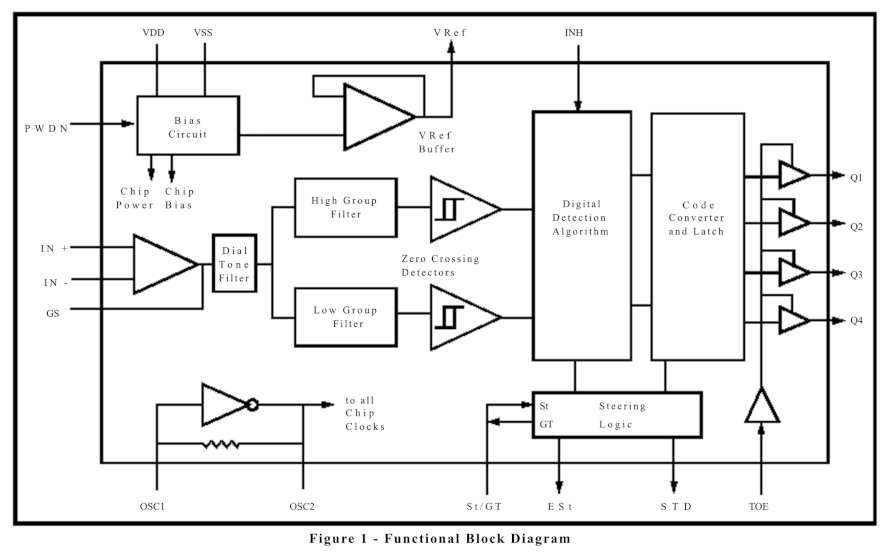 VDD VSS VRef INH
PWDN
Bias
Circuit
VRef
Buffer
Chip
Power
Chip
Bias
High Group
Filter
Digital
Detection
Algorithm
Code
Converter
and Latch
Q1
Q2
Q3
Q4
IN +
IN -
GS
Dial
Tone
Filter
Zero Crossing
Detectors
Low Group
Filter
to all
Chip
Clocks
St
GT
Steering
Logic
OSC1 OSC2 St/GT ESt STD TOE
Figure 1 - Functional Block Diagram